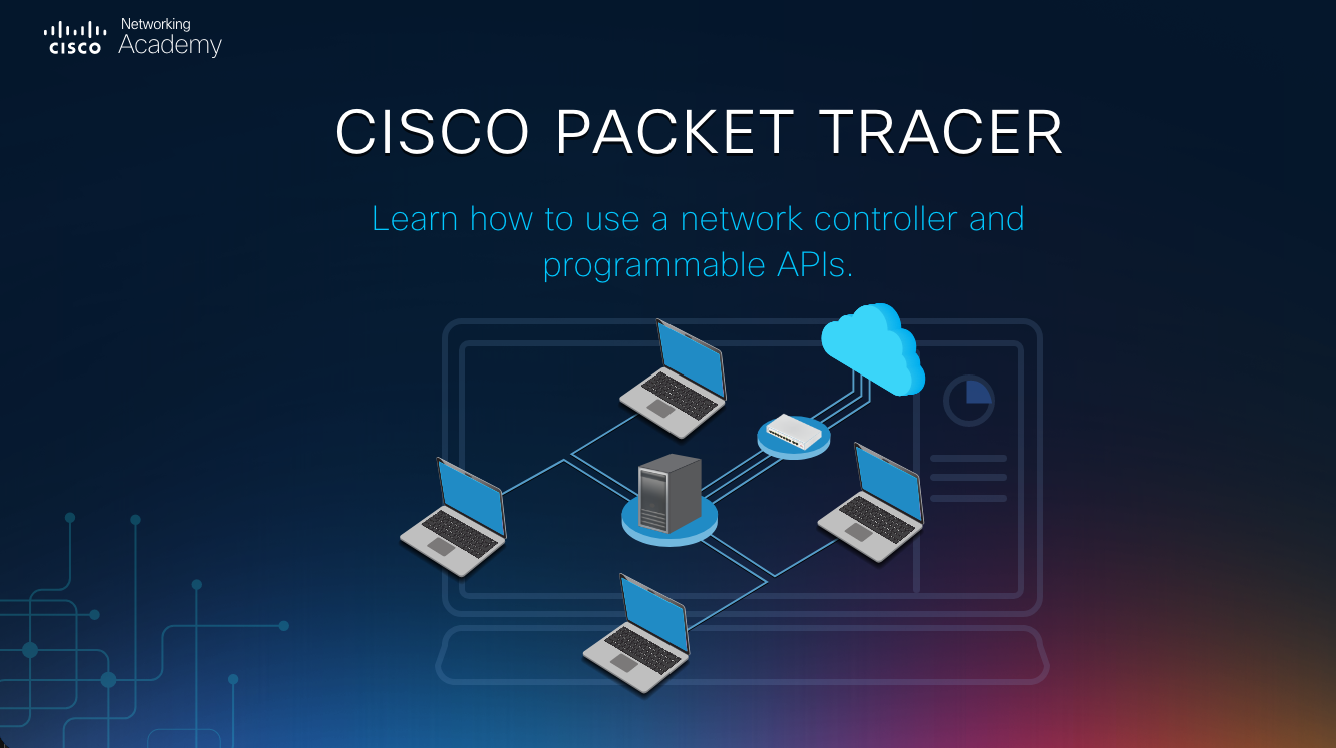 Networking
CISCO Academy
CISCO PACKET TRACER
Learn how to use a network controller and
programmable APIs.